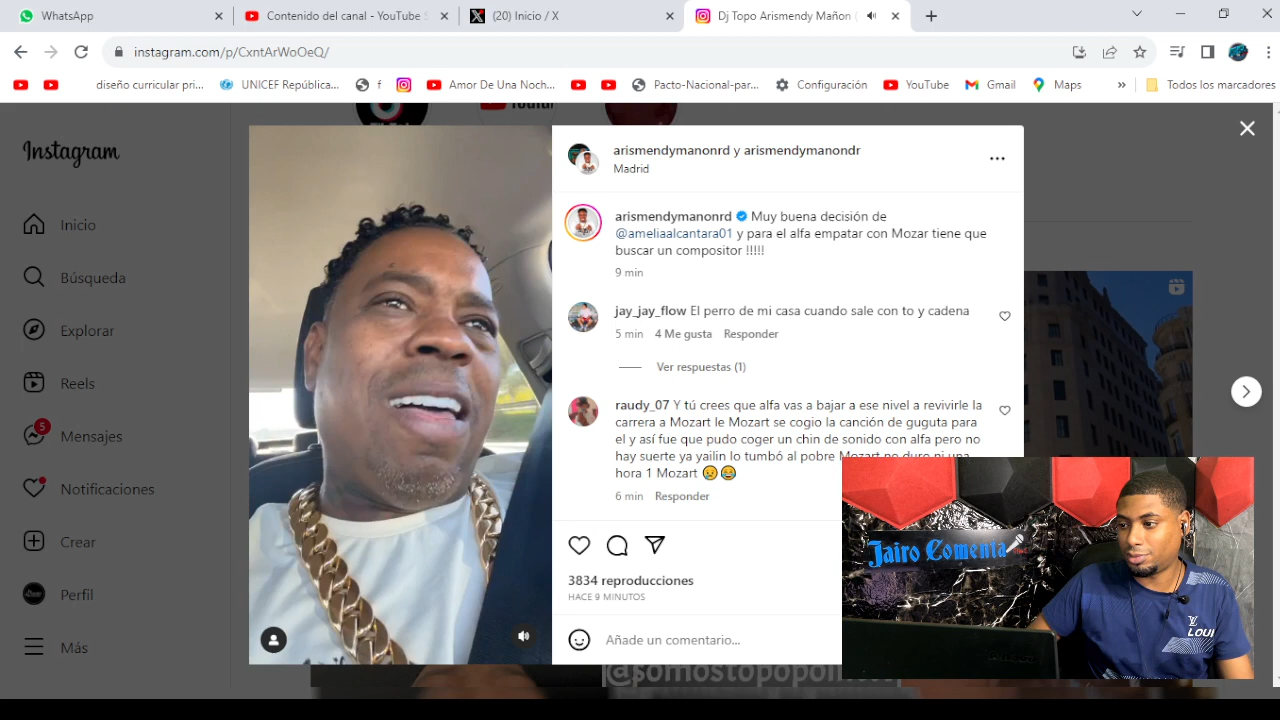 WhatsApp
Contenido del canal - YouTube S
(20) Inicio / X
Dj Topo Arismendy Mañon (
instagram.com/p/CxntArWoOeQ/
diseño curricular pri...
UNICEF República...
f
Amor De Una Noch...
Pacto-Nacional-par...
Configuración
YouTube
Gmail
Maps
»
Todos los marcadores
Instagram
Inicio
Búsqueda
Explorar
Reels
5
Mensajes
Notificaciones
Crear
Perfil
Más
arismendymanonrd y arismendymanondr
Madrid
arismendymanonrd Muy buena decisión de
@ameliaalcantara01 y para el alfa empatar con Mozar tiene que
buscar un compositor !!!!!
9 min
jay_jay_flow El perro de mi casa cuando sale con to y cadena
5 min 4 Me gusta Responder
Ver respuestas (1)
raudy_07 Y tú crees que alfa vas a bajar a ese nivel a revivirle la
carrera a Mozart le Mozart se cogio la canción de guguta para
el y así fue que pudo coger un chin de sonido con alfa pero no
hay suerte ya yailin lo tumbó al pobre Mozart no duro ni una
hora 1 Mozart 😢😂
6 min Responder
3834 reproducciones
HACE 9 MINUTOS
Añade un comentario...
Jairo Comenta
LOUI